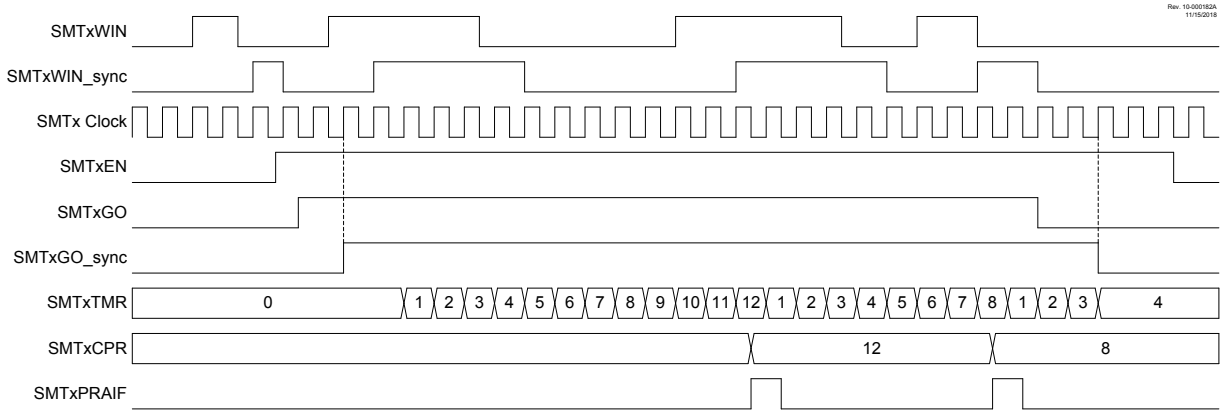 Rev. 10-000182A
11/15/2018
SMTxWIN
SMTxWIN_sync
SMTx Clock
SMTxEN
SMTxGO
SMTxGO_sync
SMTxTMR 0 1 2 3 4 5 6 7 8 9 10 11 12 1 2 3 4 5 6 7 8 1 2 3 4
SMTxCPR 12 8
SMTxPRAIF